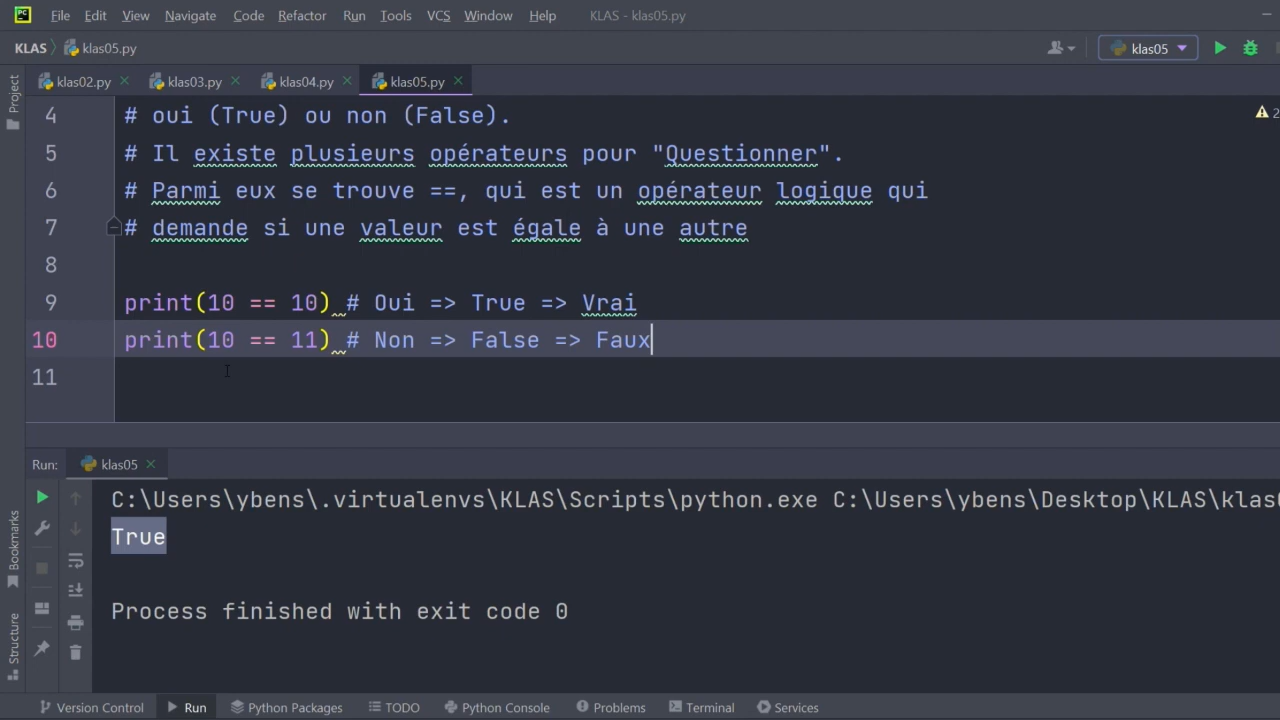 PC File Edit View Navigate Code Refactor Run Tools VCS Window Help KLAS - klas05.py
KLAS klas05.py klas05
klas02.py klas03.py klas04.py klas05.py
Project
4 # oui (True) ou non (False).
5 # Il existe plusieurs opérateurs pour "Questionner".
6 # Parmi eux se trouve ==, qui est un opérateur logique qui
7 # demande si une valeur est égale à une autre
8
9 print(10 == 10) # Oui => True => Vrai
10 print(10 == 11) # Non => False => Faux
11
2
Run: klas05
C:\Users\ybens\.virtualenvs\KLAS\Scripts\python.exe C:\Users\ybens\Desktop\KLAS\klas
True
Process finished with exit code 0
Bookmarks
Structure
Version Control Run Python Packages TODO Python Console Problems Terminal Services